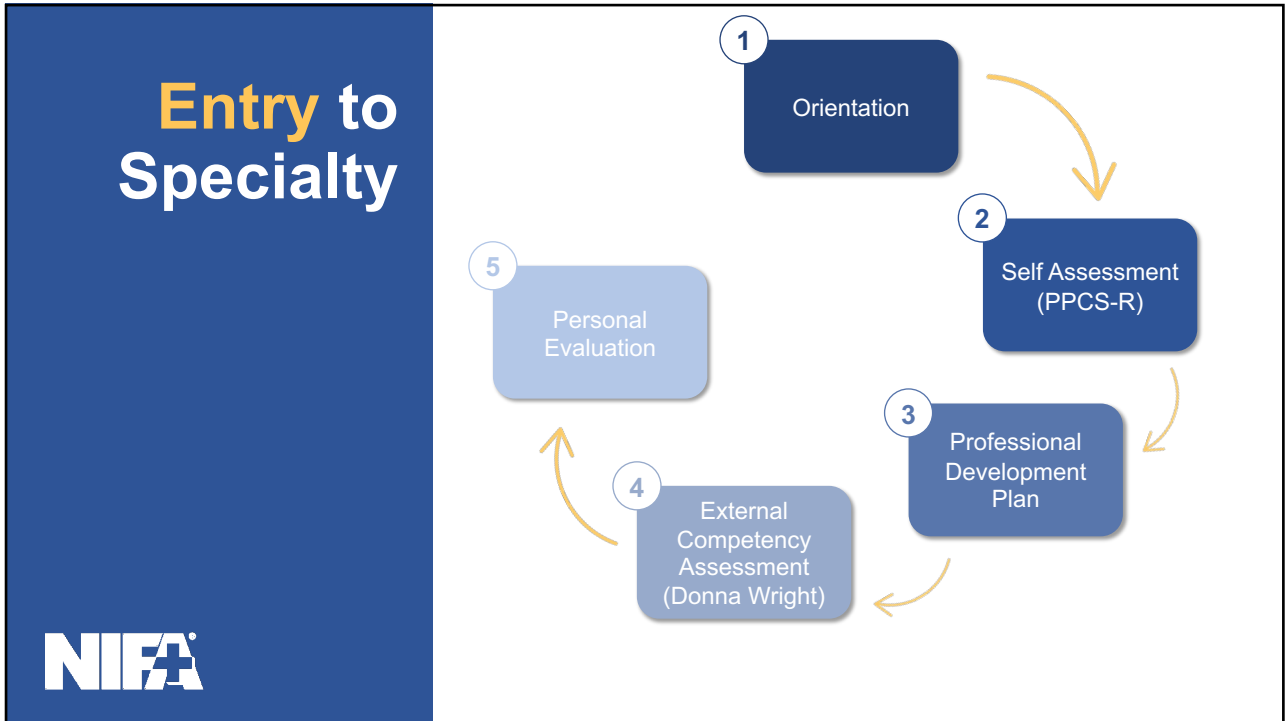 Entry to
Specialty
1
Orientation
2
Self Assessment
(PPCS-R)
3
Professional
Development
Plan
4
External
Competency
Assessment
(Donna Wright)
5
Personal
Evaluation
NIFA®